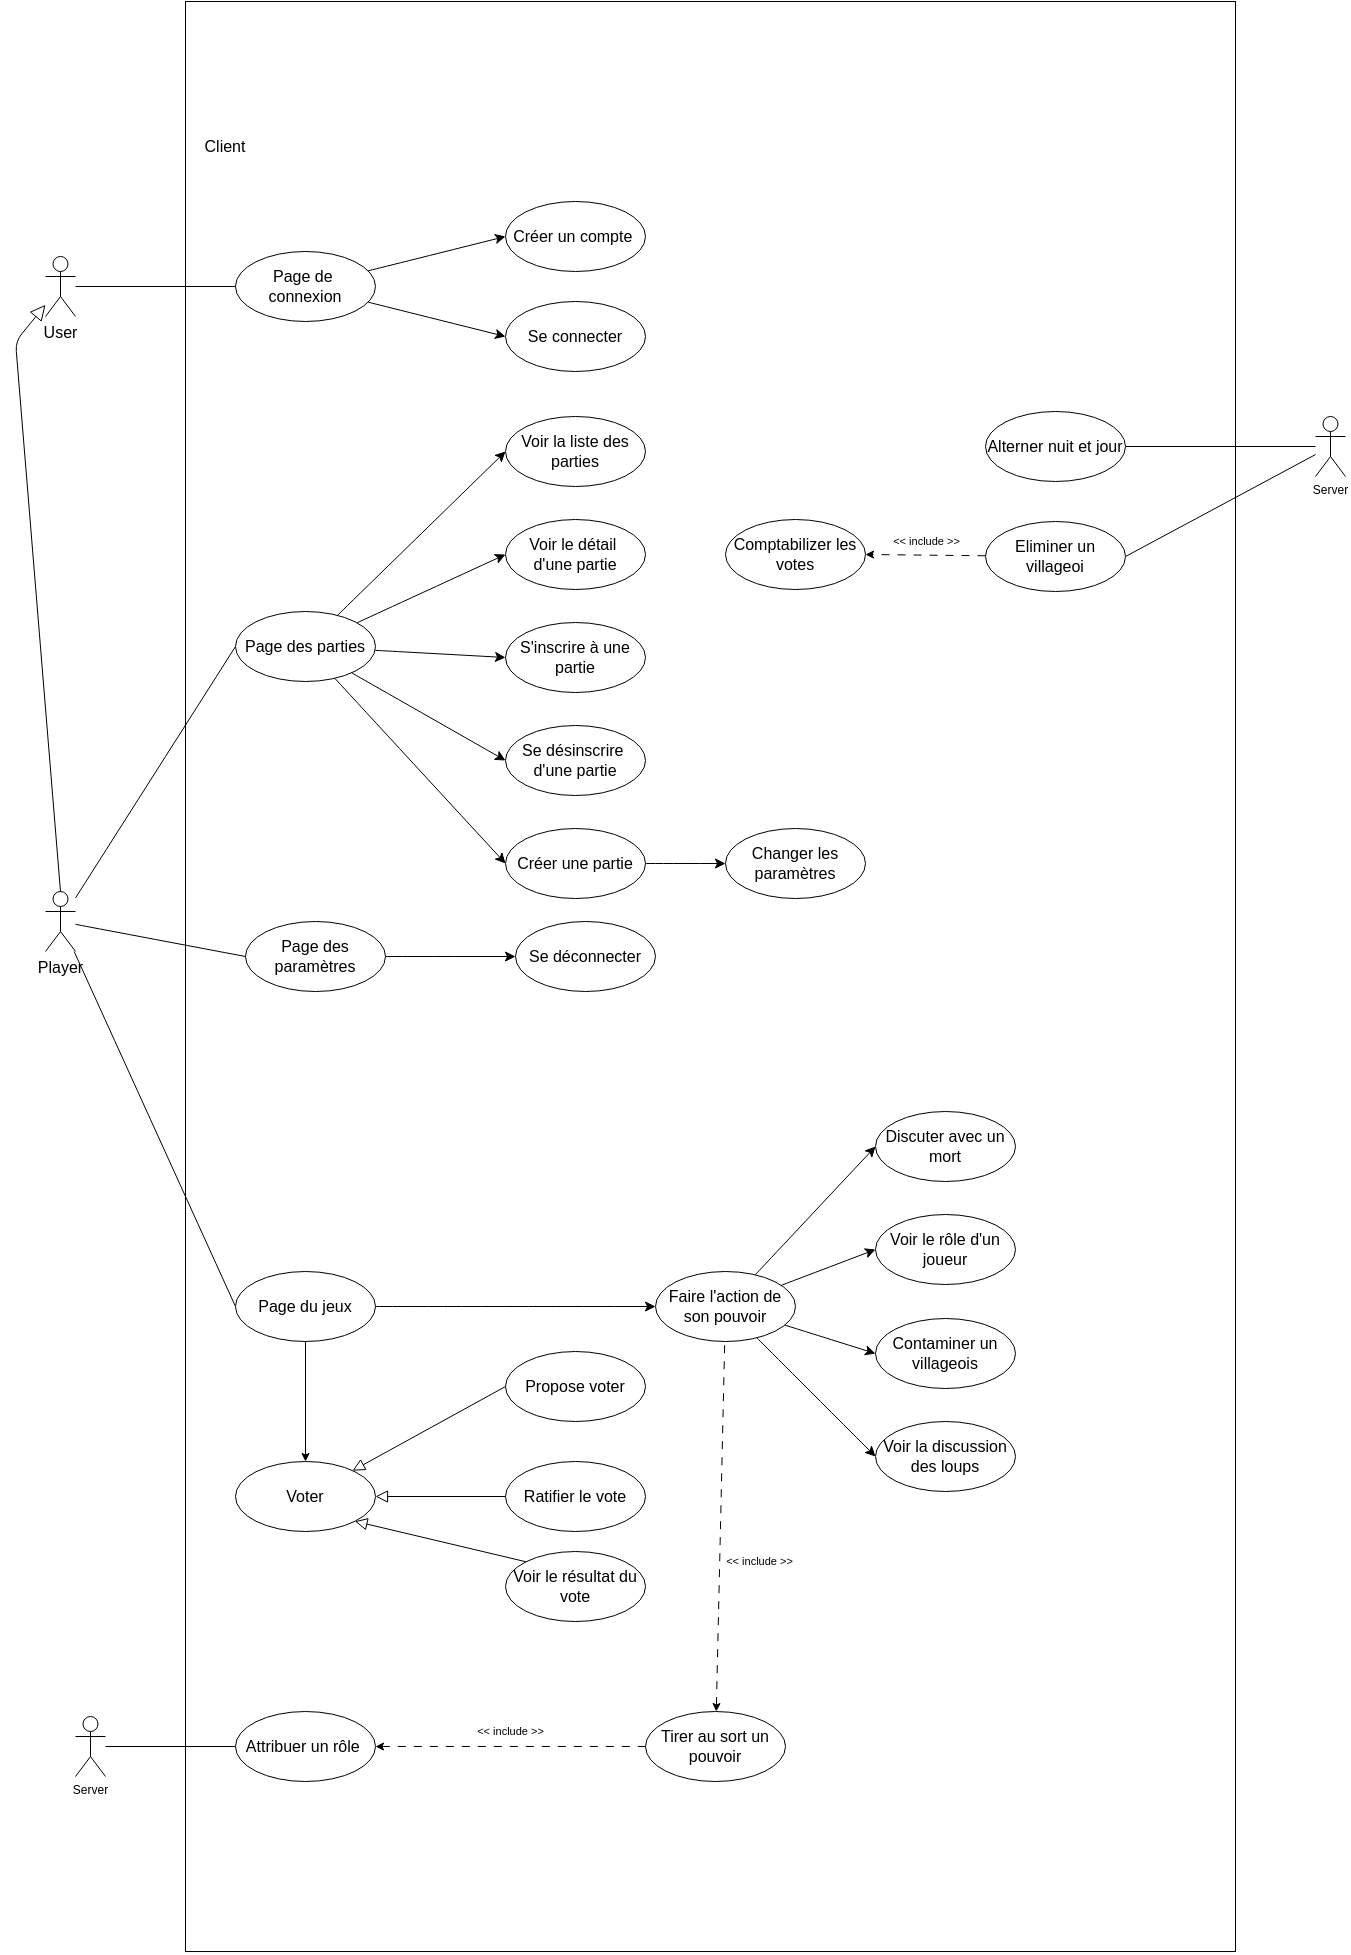 Client
Créer un compte
Page de
connexion
User
Se connecter
Voir la liste des
parties
Alterner nuit et jour
Server
Voir le détail
d'une partie
Comptabilizer les
votes
<< include >>
Eliminer un
villageoi
Page des parties
S'inscrire à une
partie
Se désinscrire
d'une partie
Créer une partie
Changer les
paramètres
Player
Page des
paramètres
Se déconnecter
Discuter avec un
mort
Voir le rôle d'un
joueur
Page du jeux
Faire l'action de
son pouvoir
Contaminer un
villageois
Propose voter
Voir la discussion
des loups
Voter
Ratifier le vote
<< include >>
Voir le résultat du
vote
Server
Attribuer un rôle
<< include >>
Tirer au sort un
pouvoir